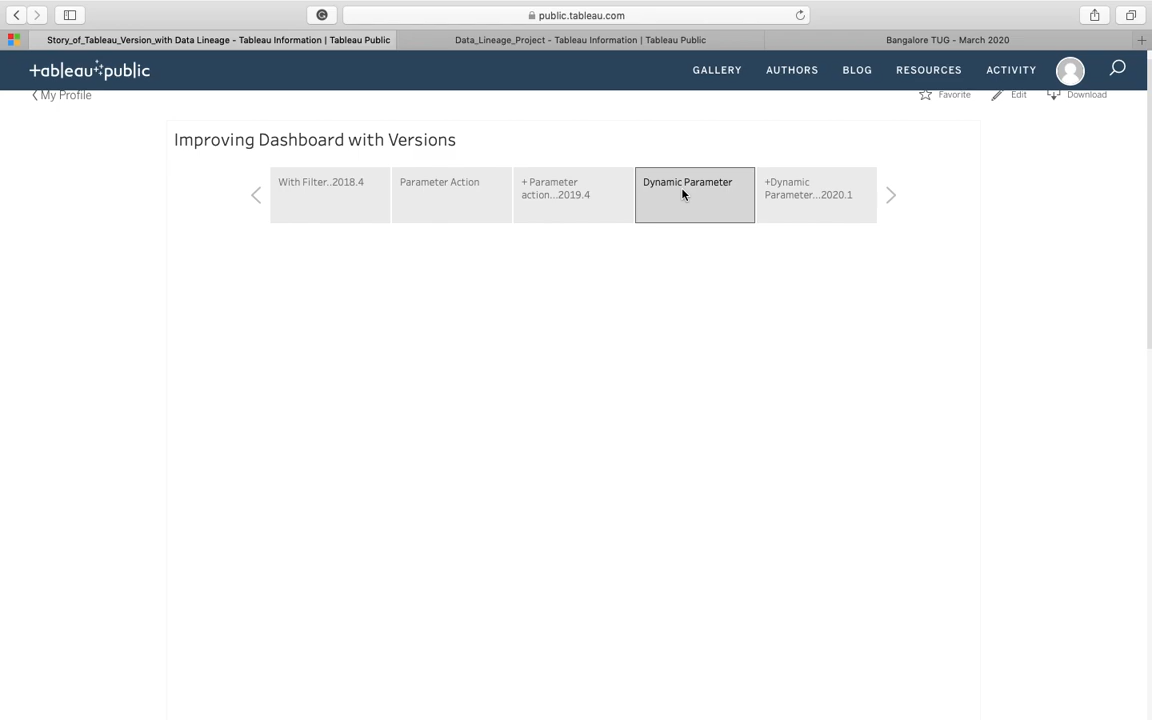 public.tableau.com
Story_of_Tableau_Version_with Data Lineage - Tableau Information | Tableau Public
Data_Lineage_Project - Tableau Information | Tableau Public
Bangalore TUG - March 2020
+ableau public
GALLERY
AUTHORS
BLOG
RESOURCES
ACTIVITY
My Profile
Favorite
Edit
Download
Improving Dashboard with Versions
With Filter..2018.4
Parameter Action
+ Parameter
action...2019.4
Dynamic Parameter
+Dynamic
Parameter...2020.1